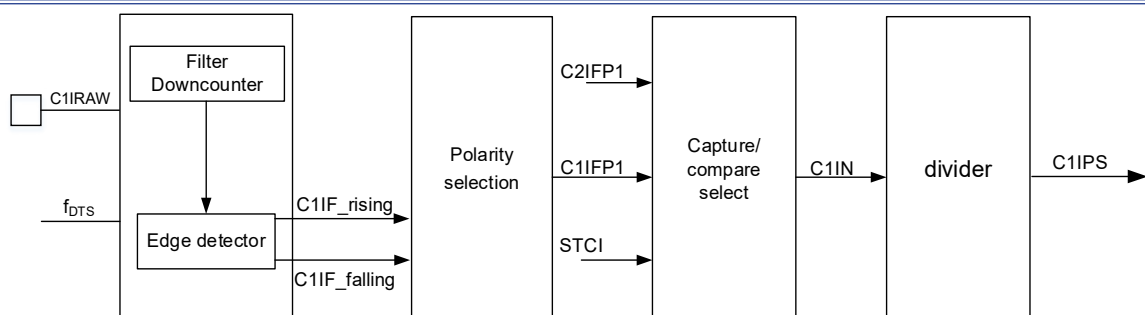 Filter
Downcounter
C1IRAW
fDTS
Edge detector
C1IF_rising
C1IF_falling
Polarity
selection
C2IFP1
C1IFP1
STCI
Capture/
compare
select
C1IN
divider
C1IPS